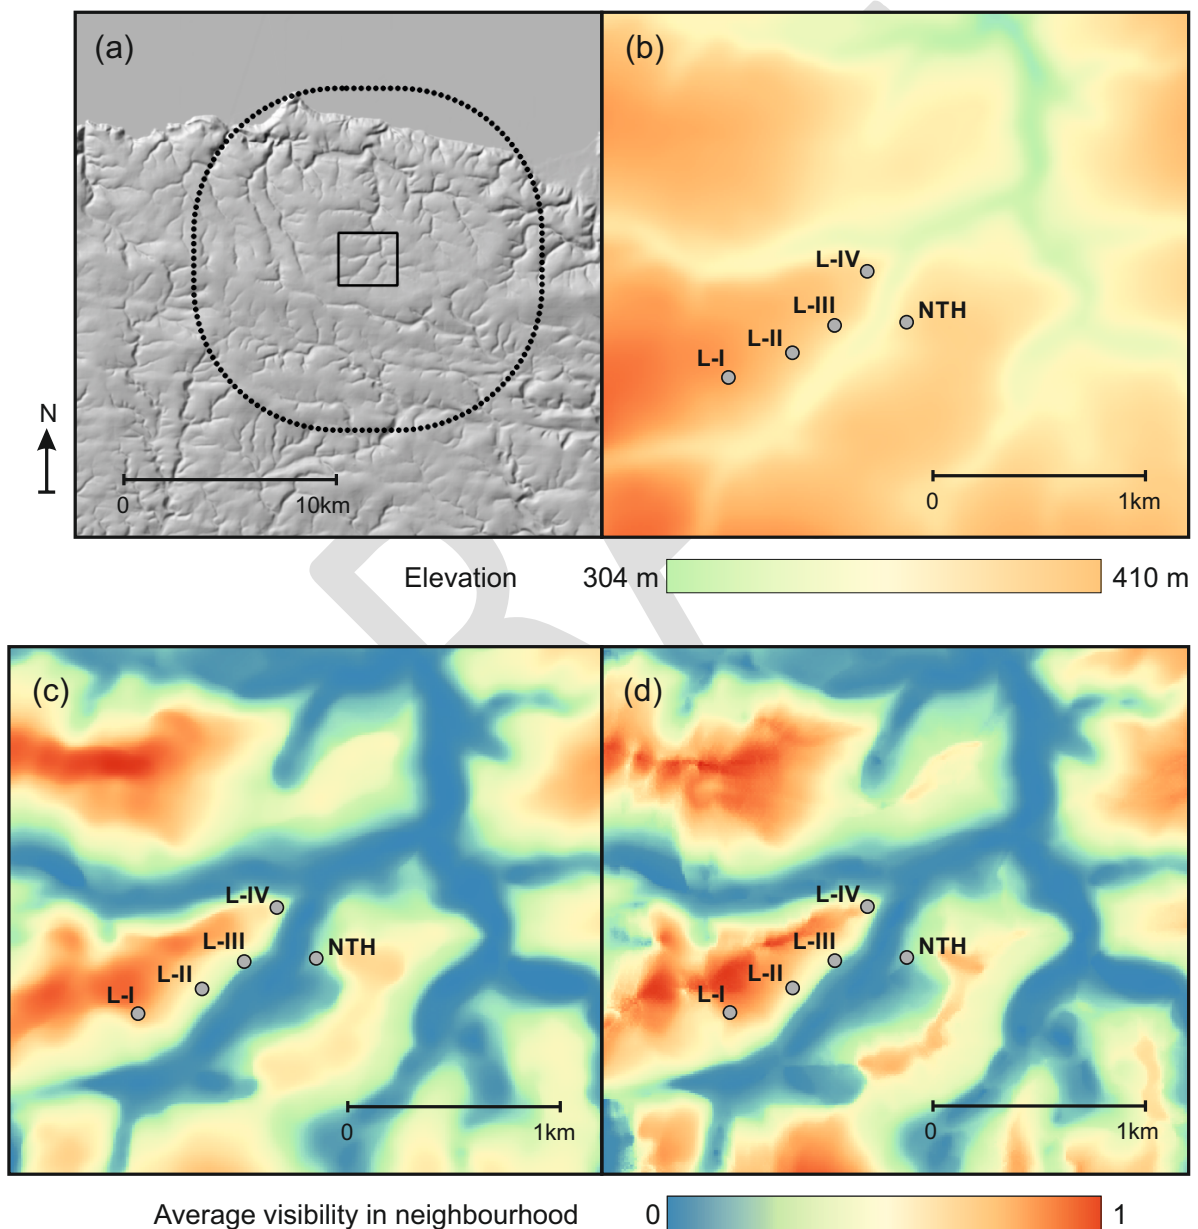 (a)
(b)
N
0 10km
L-IV
L-III
NTH
L-II
L-I
0 1km
Elevation 304 m 410 m
(c)
(d)
L-IV
L-III
NTH
L-II
L-I
0 1km
L-IV
L-III
NTH
L-II
L-I
0 1km
Average visibility in neighbourhood 0 1